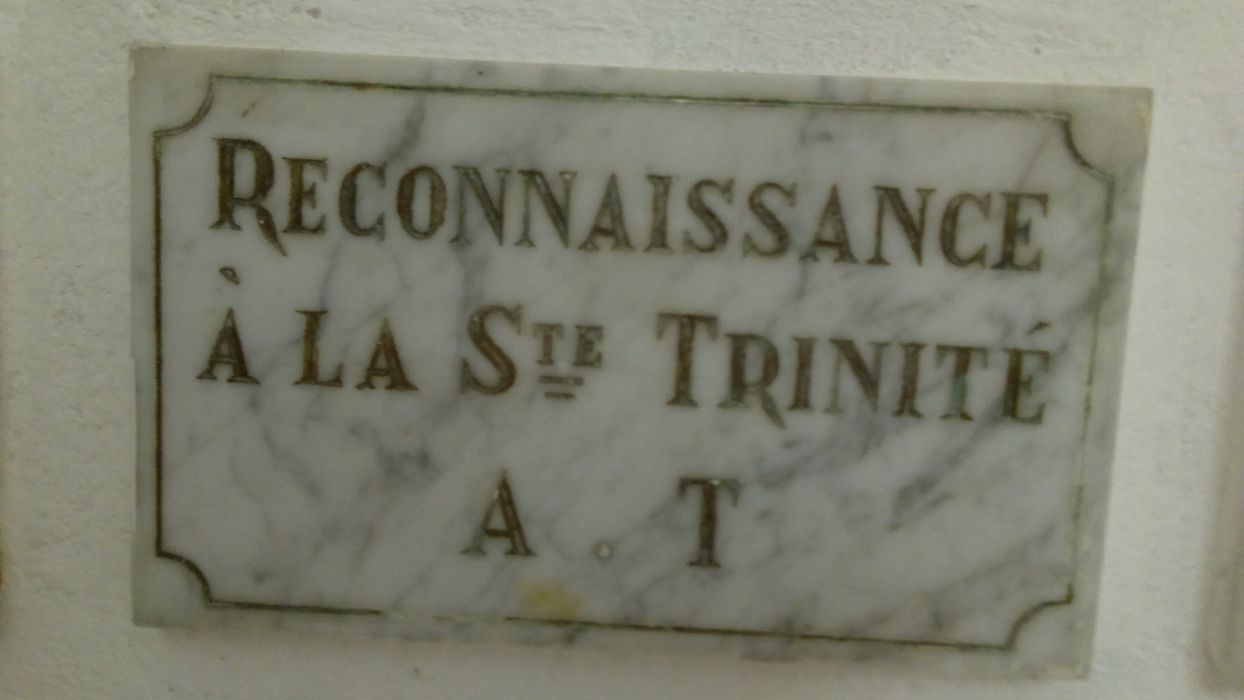 RECONNAISSANCE
À LA STE TRINITÉ
A . T